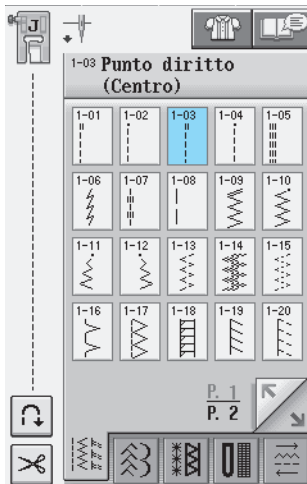 J
1-03 Punto diritto
(Centro)
1-01 1-02 1-03 1-04 1-05
1-06 1-07 1-08 1-09 1-10
1-11 1-12 1-13 1-14 1-15
1-16 1-17 1-18 1-19 1-20
P. 1
P. 2